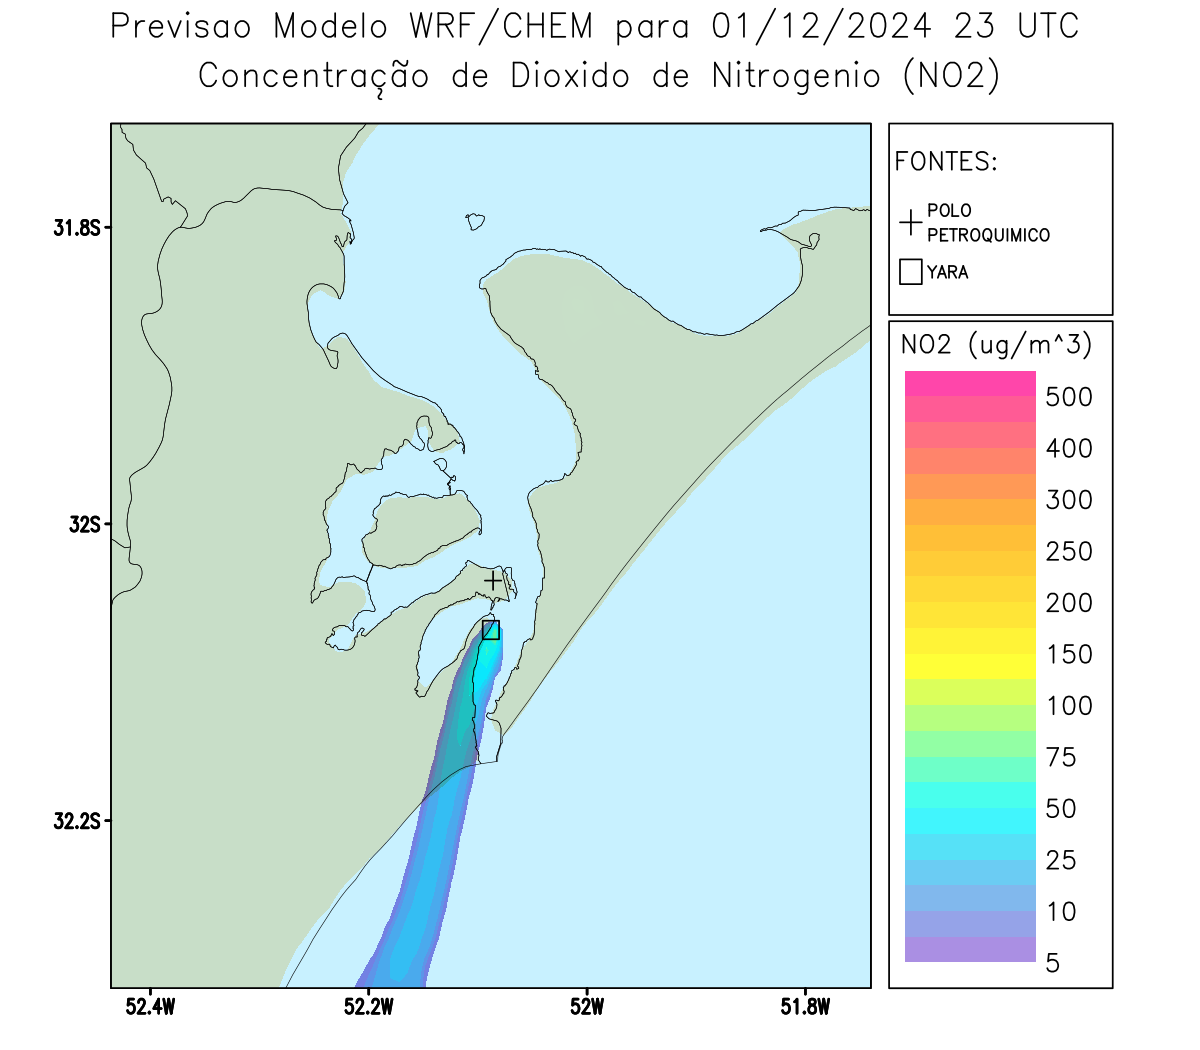 Previsao Modelo WRF/CHEM para 01/12/2024 23 UTC
Concentração de Dioxido de Nitrogenio (NO2)
FONTES:
POLO
PETROQUIMICO
YARA
NO2 (ug/m^3)
500
400
300
250
200
150
100
75
50
25
10
5
31.8S
32S
32.2S
52.4W
52.2W
52W
51.8W